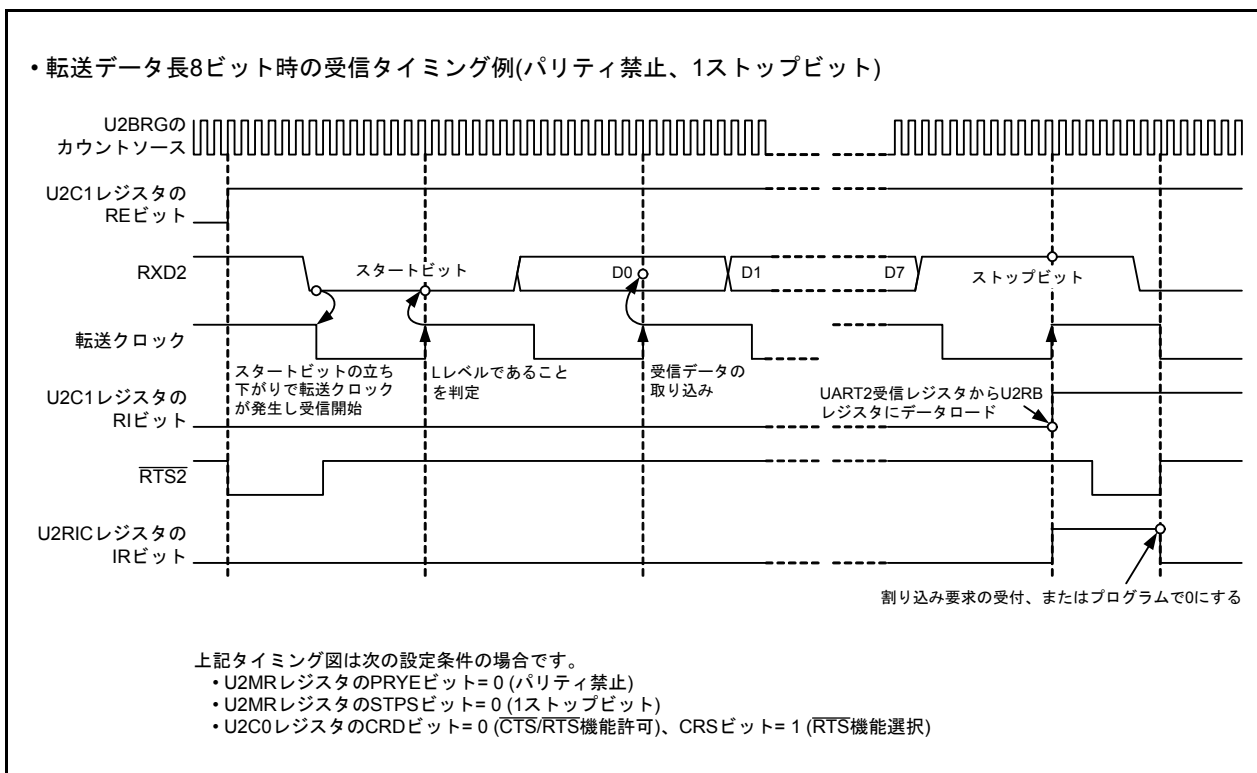 • 転送データ長8ビット時の受信タイミング例(パリティ禁止、1ストップビット)
U2BRGの
カウントソース
U2C1レジスタの
REビット
RXD2
スタートビット
D0
D1
D7
ストップビット
転送クロック
スタートビットの立ち
下がりで転送クロック
が発生し受信開始
Lレベルであること
を判定
受信データの
取り込み
UART2受信レジスタからU2RB
レジスタにデータロード
U2C1レジスタの
RIビット
RTS2
U2RICレジスタの
IRビット
割り込み要求の受付、またはプログラムで0にする
上記タイミング図は次の設定条件の場合です。
• U2MRレジスタのPRYEビット= 0 (パリティ禁止)
• U2MRレジスタのSTPSビット= 0 (1ストップビット)
• U2C0レジスタのCRDビット= 0 (CTS/RTS機能許可)、CRSビット= 1 (RTS機能選択)